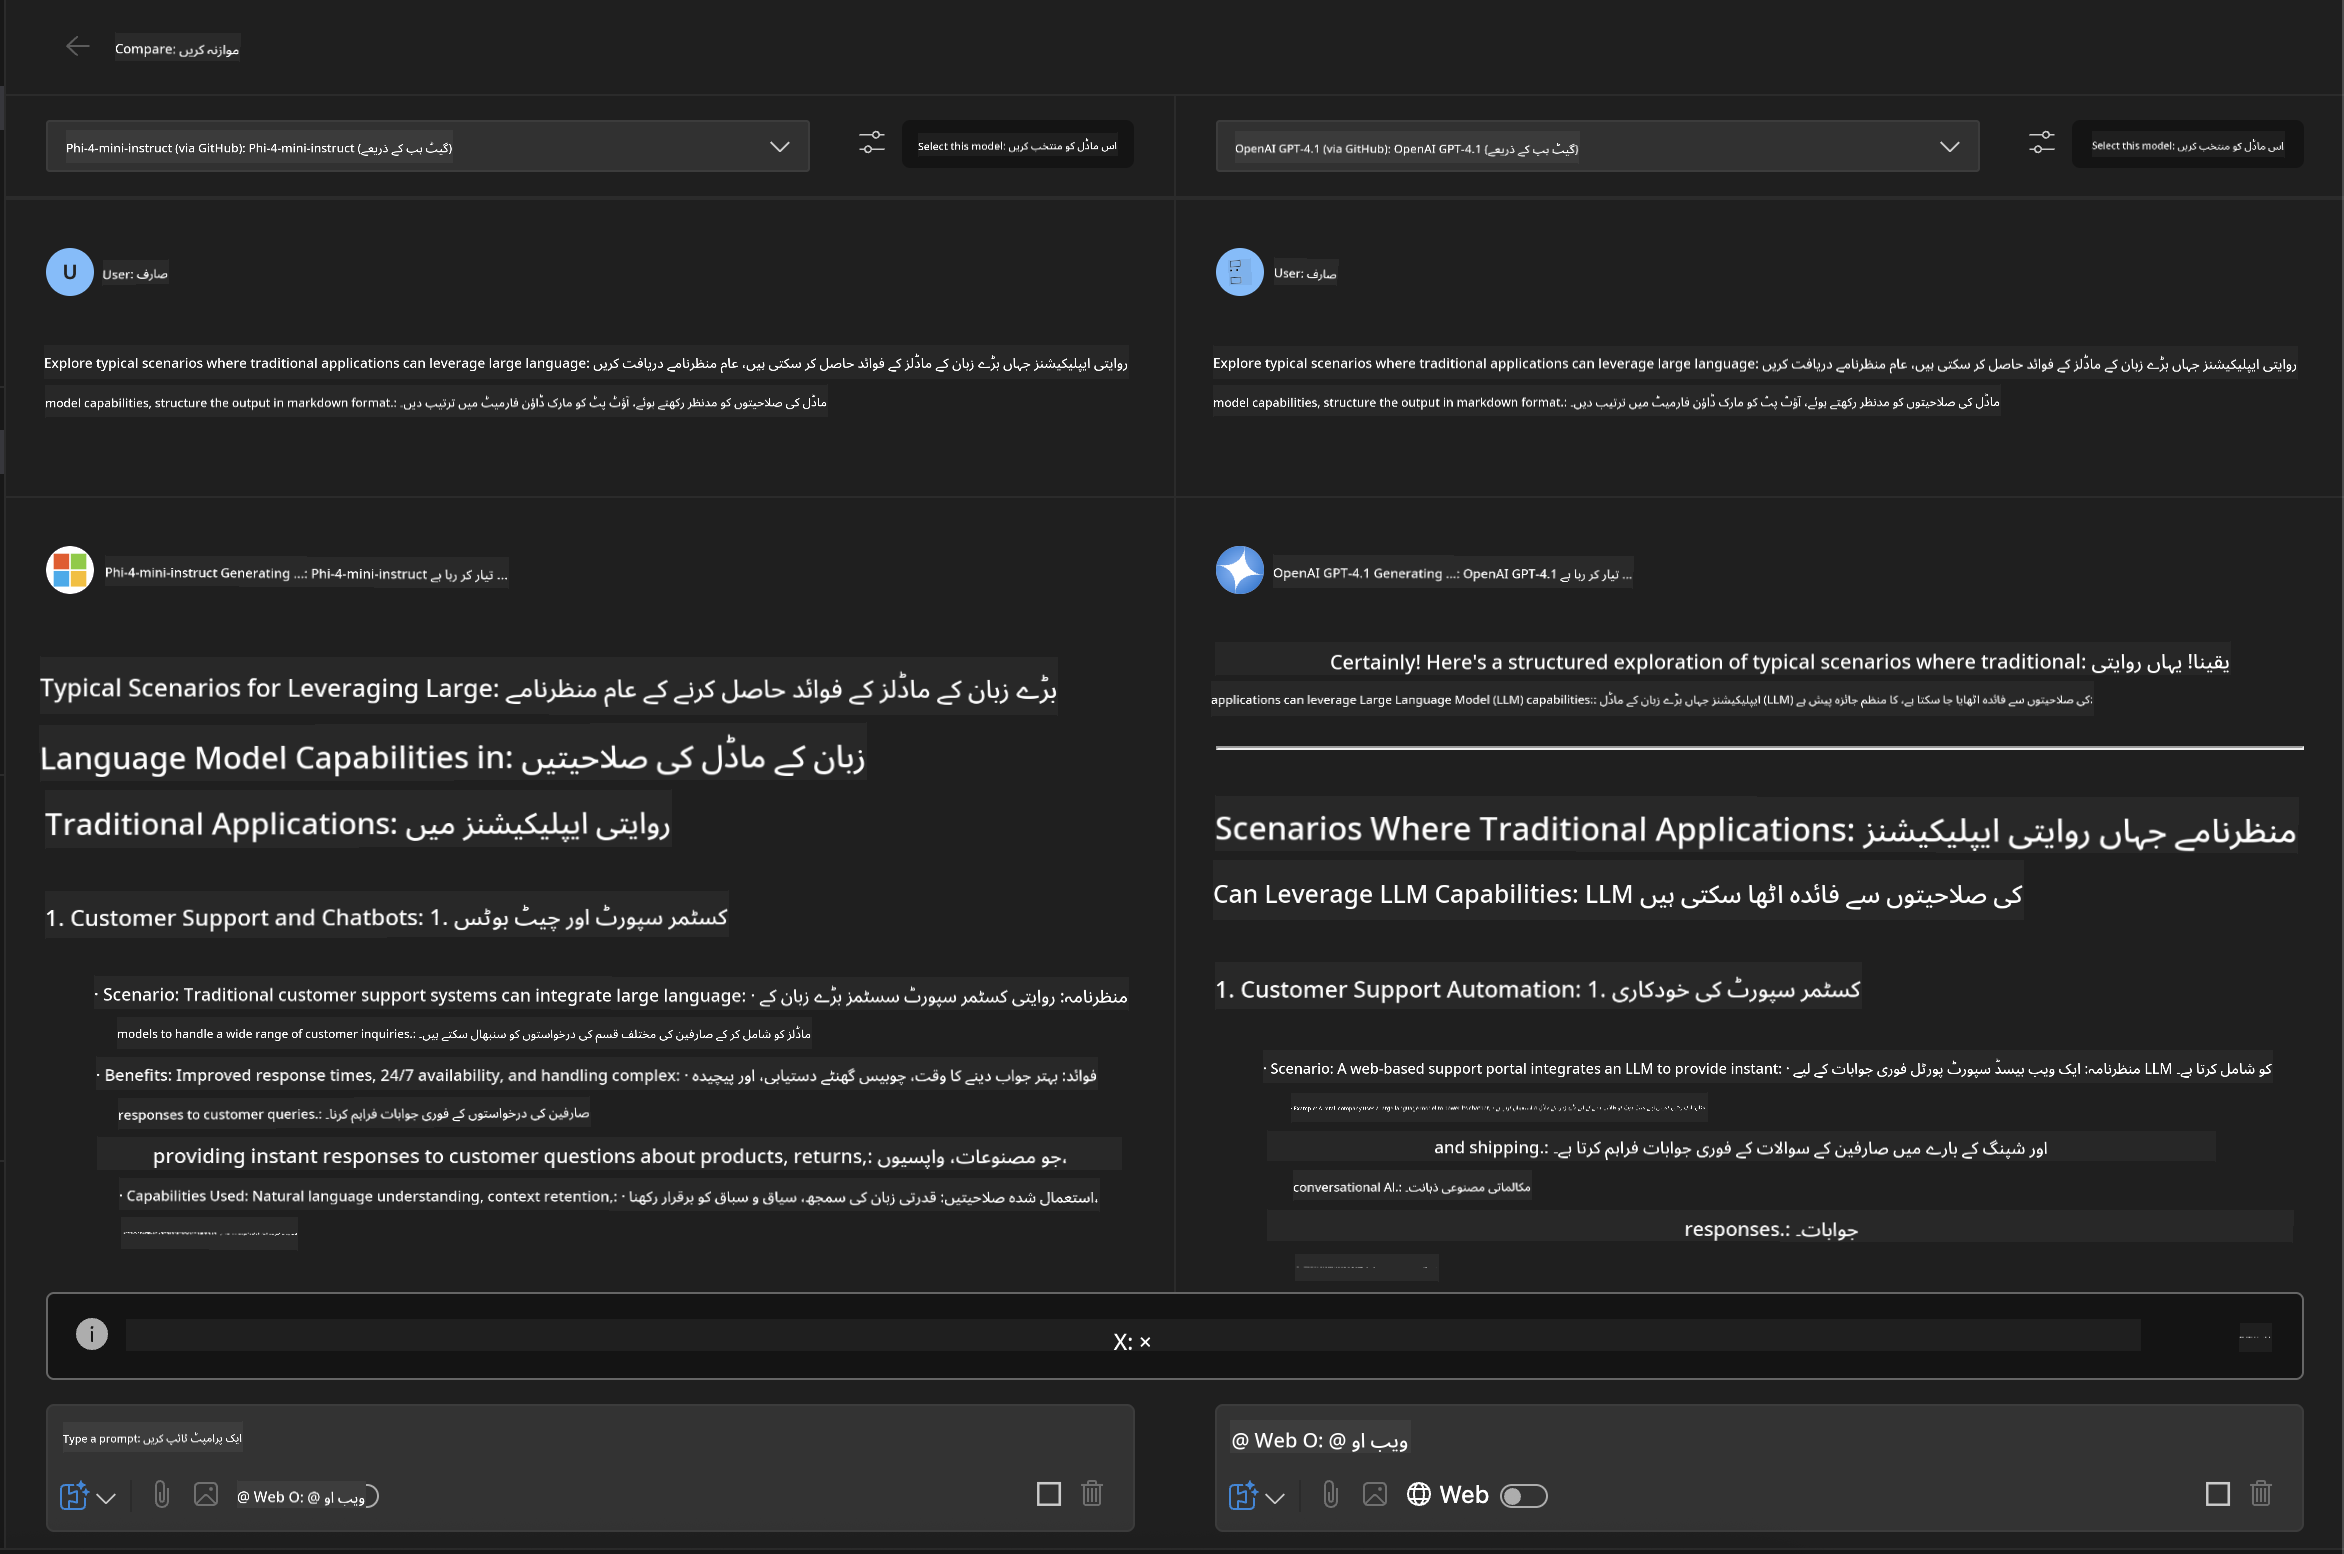 Compare: موازنہ کریں
Phi-4-mini-instruct (via GitHub): Phi-4-mini-instruct (گیٹ ہب کے ذریعے)
Select this model: اس ماڈل کو منتخب کریں
User: صارف
Explore typical scenarios where traditional applications can leverage large language: روایتی ایپلیکیشنز جہاں بڑے زبان کے ماڈلز کے فوائد حاصل کر سکتی ہیں، عام منظرنامے دریافت کریں
model capabilities, structure the output in markdown format.: ماڈل کی صلاحیتوں کو مدنظر رکھتے ہوئے، آؤٹ پٹ کو مارک ڈاؤن فارمیٹ میں ترتیب دیں۔
Phi-4-mini-instruct Generating ...: Phi-4-mini-instruct تیار کر رہا ہے ...
Typical Scenarios for Leveraging Large: بڑے زبان کے ماڈلز کے فوائد حاصل کرنے کے عام منظرنامے
Language Model Capabilities in: زبان کے ماڈل کی صلاحیتیں
Traditional Applications: روایتی ایپلیکیشنز میں
1. Customer Support and Chatbots: 1. کسٹمر سپورٹ اور چیٹ بوٹس
· Scenario: Traditional customer support systems can integrate large language: · منظرنامہ: روایتی کسٹمر سپورٹ سسٹمز بڑے زبان کے
models to handle a wide range of customer inquiries.: ماڈلز کو شامل کر کے صارفین کی مختلف قسم کی درخواستوں کو سنبھال سکتے ہیں۔
· Benefits: Improved response times, 24/7 availability, and handling complex: · فوائد: بہتر جواب دینے کا وقت، چوبیس گھنٹے دستیابی، اور پیچیدہ
responses to customer queries.: صارفین کی درخواستوں کے فوری جوابات فراہم کرنا۔
providing instant responses to customer questions about products, returns,: جو مصنوعات، واپسیوں،
· Capabilities Used: Natural language understanding, context retention,: · استعمال شدہ صلاحیتیں: قدرتی زبان کی سمجھ، سیاق و سباق کو برقرار رکھنا،
OpenAI GPT-4.1 (via GitHub): OpenAI GPT-4.1 (گیٹ ہب کے ذریعے)
Select this model: اس ماڈل کو منتخب کریں
User: صارف
Explore typical scenarios where traditional applications can leverage large language: روایتی ایپلیکیشنز جہاں بڑے زبان کے ماڈلز کے فوائد حاصل کر سکتی ہیں، عام منظرنامے دریافت کریں
model capabilities, structure the output in markdown format.: ماڈل کی صلاحیتوں کو مدنظر رکھتے ہوئے، آؤٹ پٹ کو مارک ڈاؤن فارمیٹ میں ترتیب دیں۔
OpenAI GPT-4.1 Generating ...: OpenAI GPT-4.1 تیار کر رہا ہے ...
Certainly! Here's a structured exploration of typical scenarios where traditional: یقینا! یہاں روایتی
applications can leverage Large Language Model (LLM) capabilities:: ایپلیکیشنز جہاں بڑے زبان کے ماڈل (LLM) کی صلاحیتوں سے فائدہ اٹھایا جا سکتا ہے، کا منظم جائزہ پیش ہے:
Scenarios Where Traditional Applications: منظرنامے جہاں روایتی ایپلیکیشنز
Can Leverage LLM Capabilities: LLM کی صلاحیتوں سے فائدہ اٹھا سکتی ہیں
1. Customer Support Automation: 1. کسٹمر سپورٹ کی خودکاری
· Scenario: A web-based support portal integrates an LLM to provide instant: · منظرنامہ: ایک ویب بیسڈ سپورٹ پورٹل فوری جوابات کے لیے LLM کو شامل کرتا ہے۔
and shipping.: اور شپنگ کے بارے میں صارفین کے سوالات کے فوری جوابات فراہم کرتا ہے۔
conversational AI.: مکالماتی مصنوعی ذہانت۔
responses.: جوابات۔
X: ×
Type a prompt: ایک پرامپٹ ٹائپ کریں
@ Web O: @ ویب او
@ Web O: @ ویب او
Web